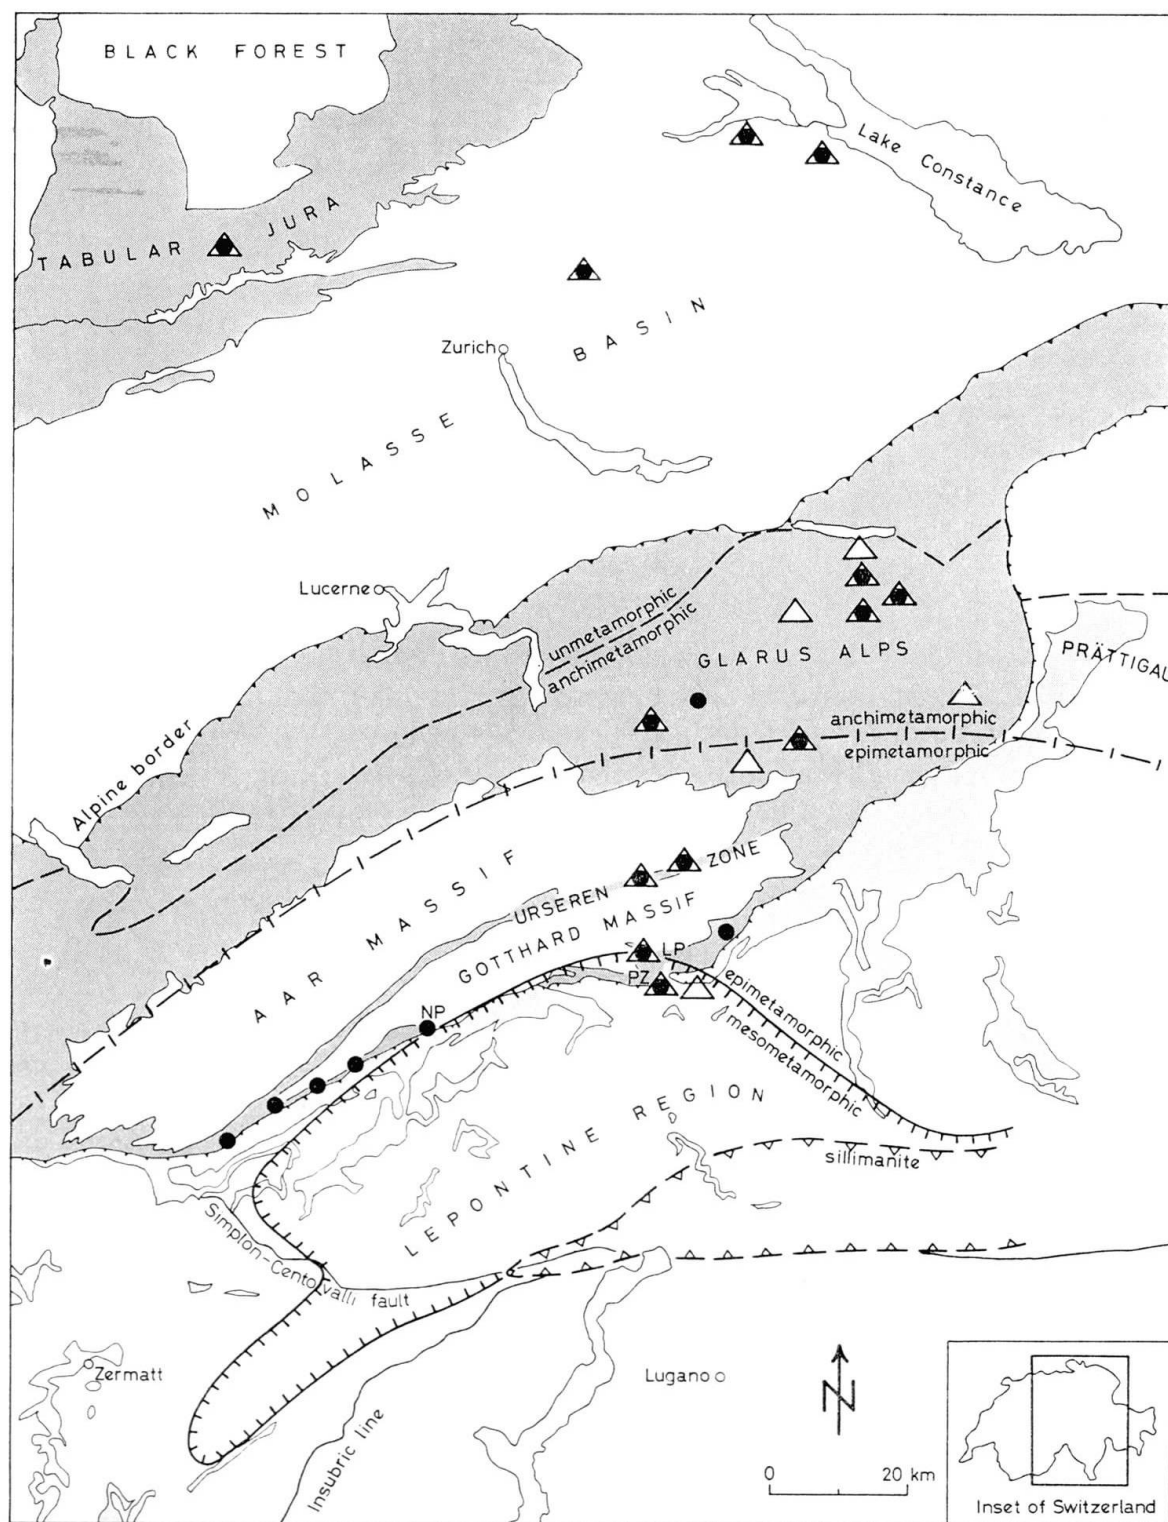 BLACK FOREST
Lake Constance
TABULAR JURA
Zurich
MOLASSE BASIN
Lucerne
unmetamorphic
anchimetamorphic
GLARUS ALPS
PRÄTTIGAU
anchimetamorphic
epimetamorphic
Alpine border
AAR MASSIF
URSEREN ZONE
GOTTHARD MASSIF
LP
PZ
NP
epimetamorphic
mesometamorphic
LEPONTINE REGION
sillimanite
Simplon-Centovalli fault
Zermatt
Lugano
Insubric line
N
0 20 km
Inset of Switzerland